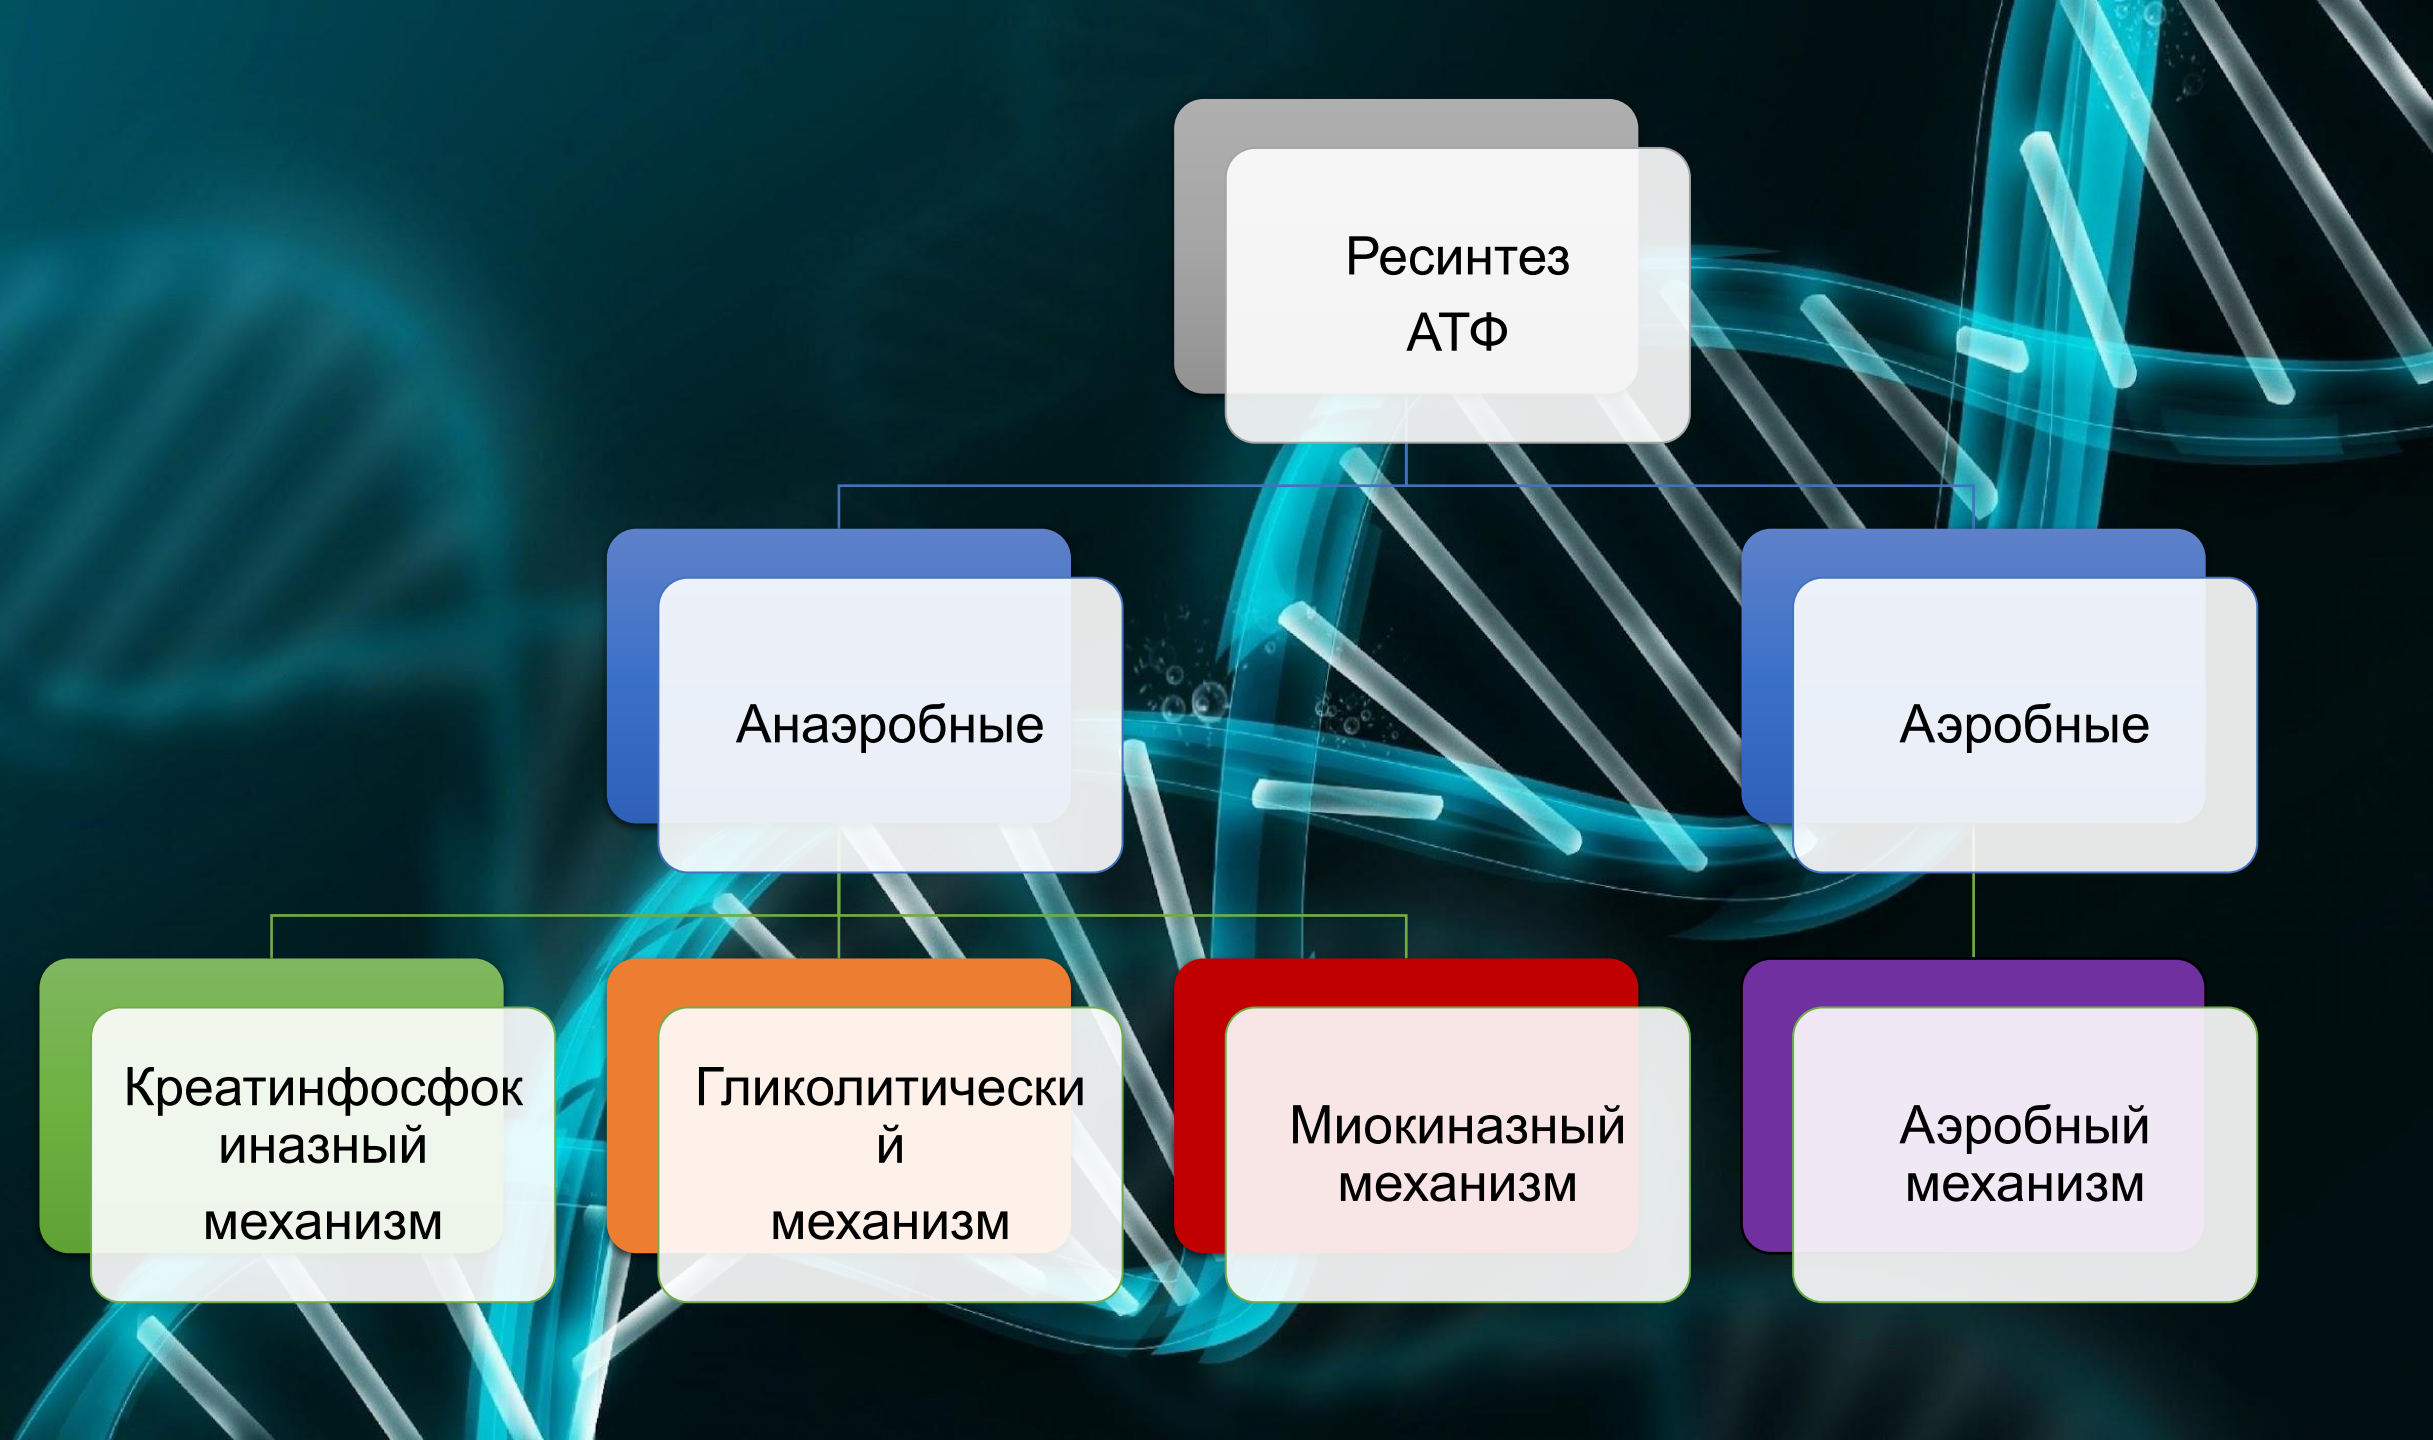 Ресинтез
АТФ
Анаэробные
Аэробные
Креатинфосфок
иназный
механизм
Гликолитически
й
механизм
Миокиназный
механизм
Аэробный
механизм